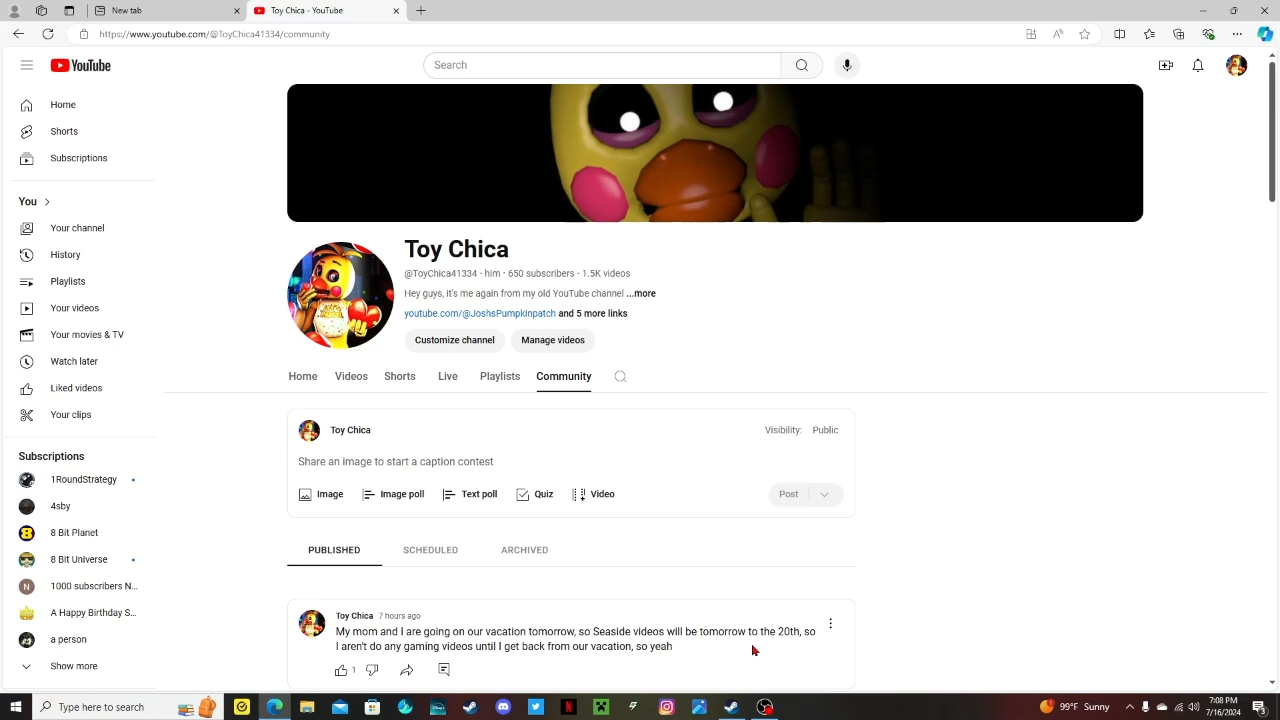 New tab
Toy Chica - YouTube
https://www.youtube.com/@ToyChica41334/community
YouTube
Search
Home
Shorts
Subscriptions
You
Your channel
History
Playlists
Your videos
Your movies & TV
Watch later
Liked videos
Your clips
Subscriptions
1RoundStrategy
4sby
8 Bit Planet
8 Bit Universe
N 1000 subscribers N...
A Happy Birthday S...
a person
Show more
Toy Chica
@ToyChica41334 · him · 650 subscribers · 1.5K videos
Hey guys, it's me again from my old YouTube channel ...more
youtube.com/@JoshsPumpkinpatch and 5 more links
Customize channel Manage videos
Home Videos Shorts Live Playlists Community
Toy Chica Visibility: Public
Share an image to start a caption contest
Image Image poll Text poll Quiz Video Post
PUBLISHED SCHEDULED ARCHIVED
Toy Chica 7 hours ago
My mom and I are going on our vacation tomorrow, so Seaside videos will be tomorrow to the 20th, so
I aren't do any gaming videos until I get back from our vacation, so yeah
1
Type here to search
99°F Sunny
7:08 PM
7/16/2024